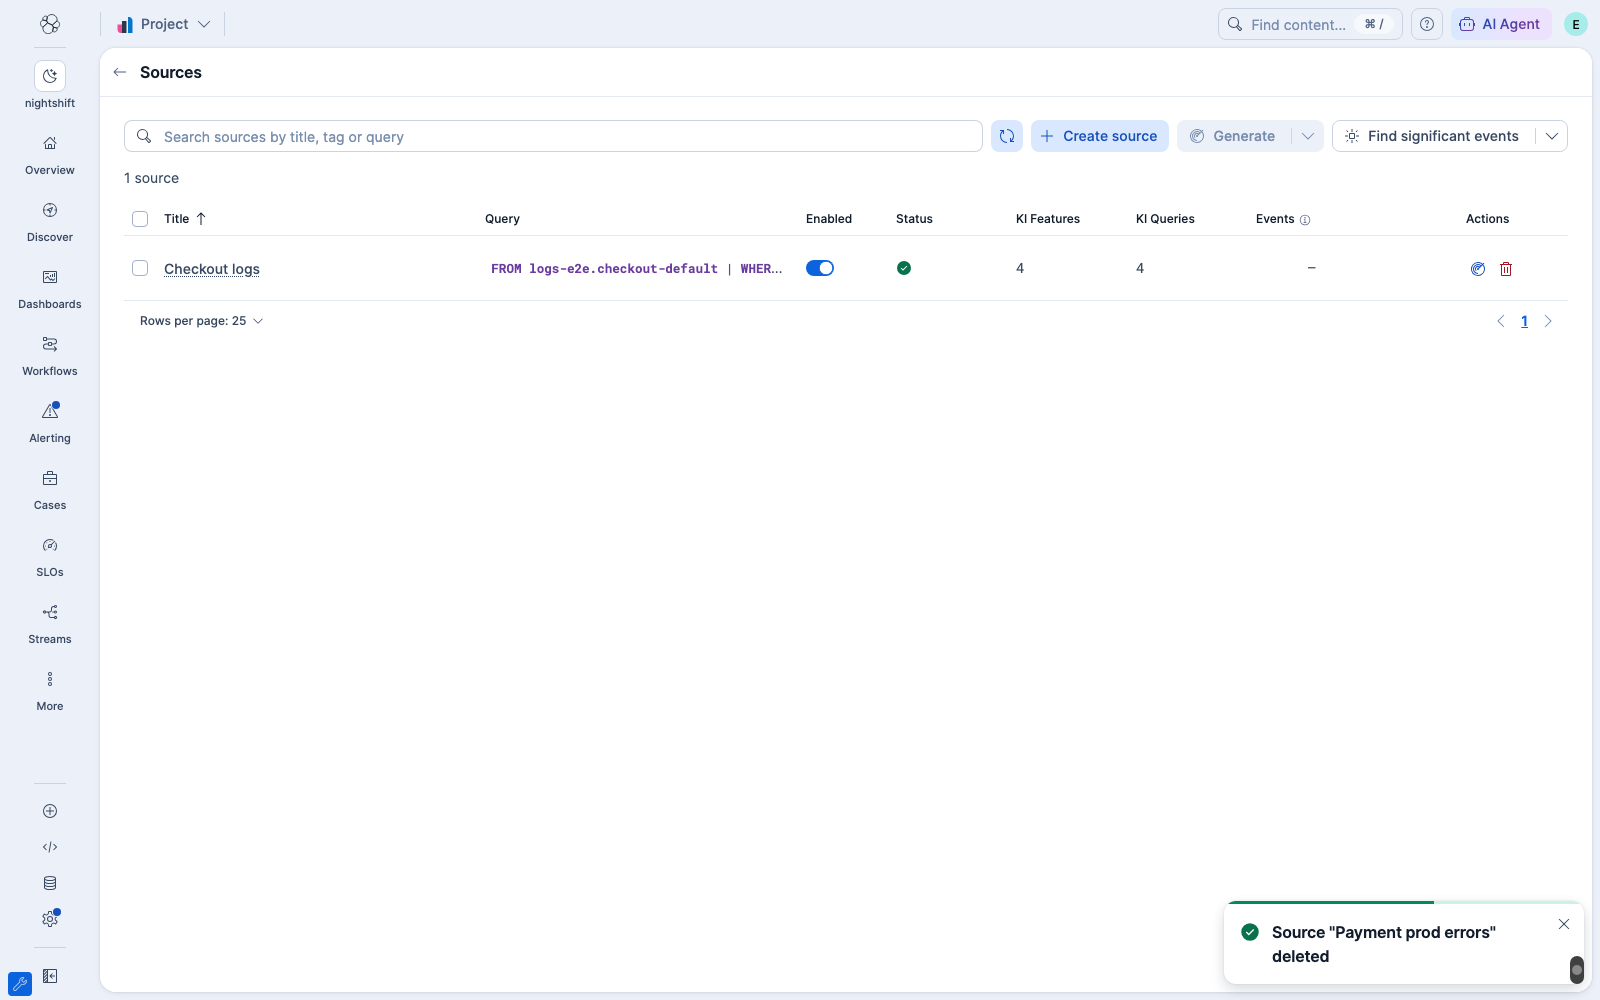 Project
Find content...
⌘ /
AI Agent
E
nightshift
Overview
Discover
Dashboards
Workflows
Alerting
Cases
SLOs
Streams
More
Sources
Search sources by title, tag or query
Create source
Generate
Find significant events
1 source
Title Query Enabled Status KI Features KI Queries Events Actions
Checkout logs FROM logs-e2e.checkout-default | WHER... 4 4 –
Rows per page: 25
1
Source "Payment prod errors"
deleted